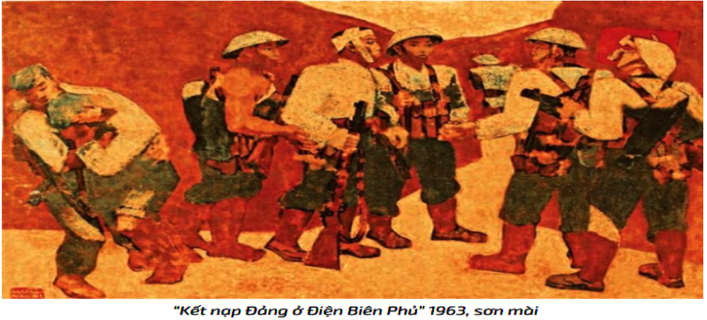 “Kết nạp Đảng ở Điện Biên Phủ” 1963, sơn mài